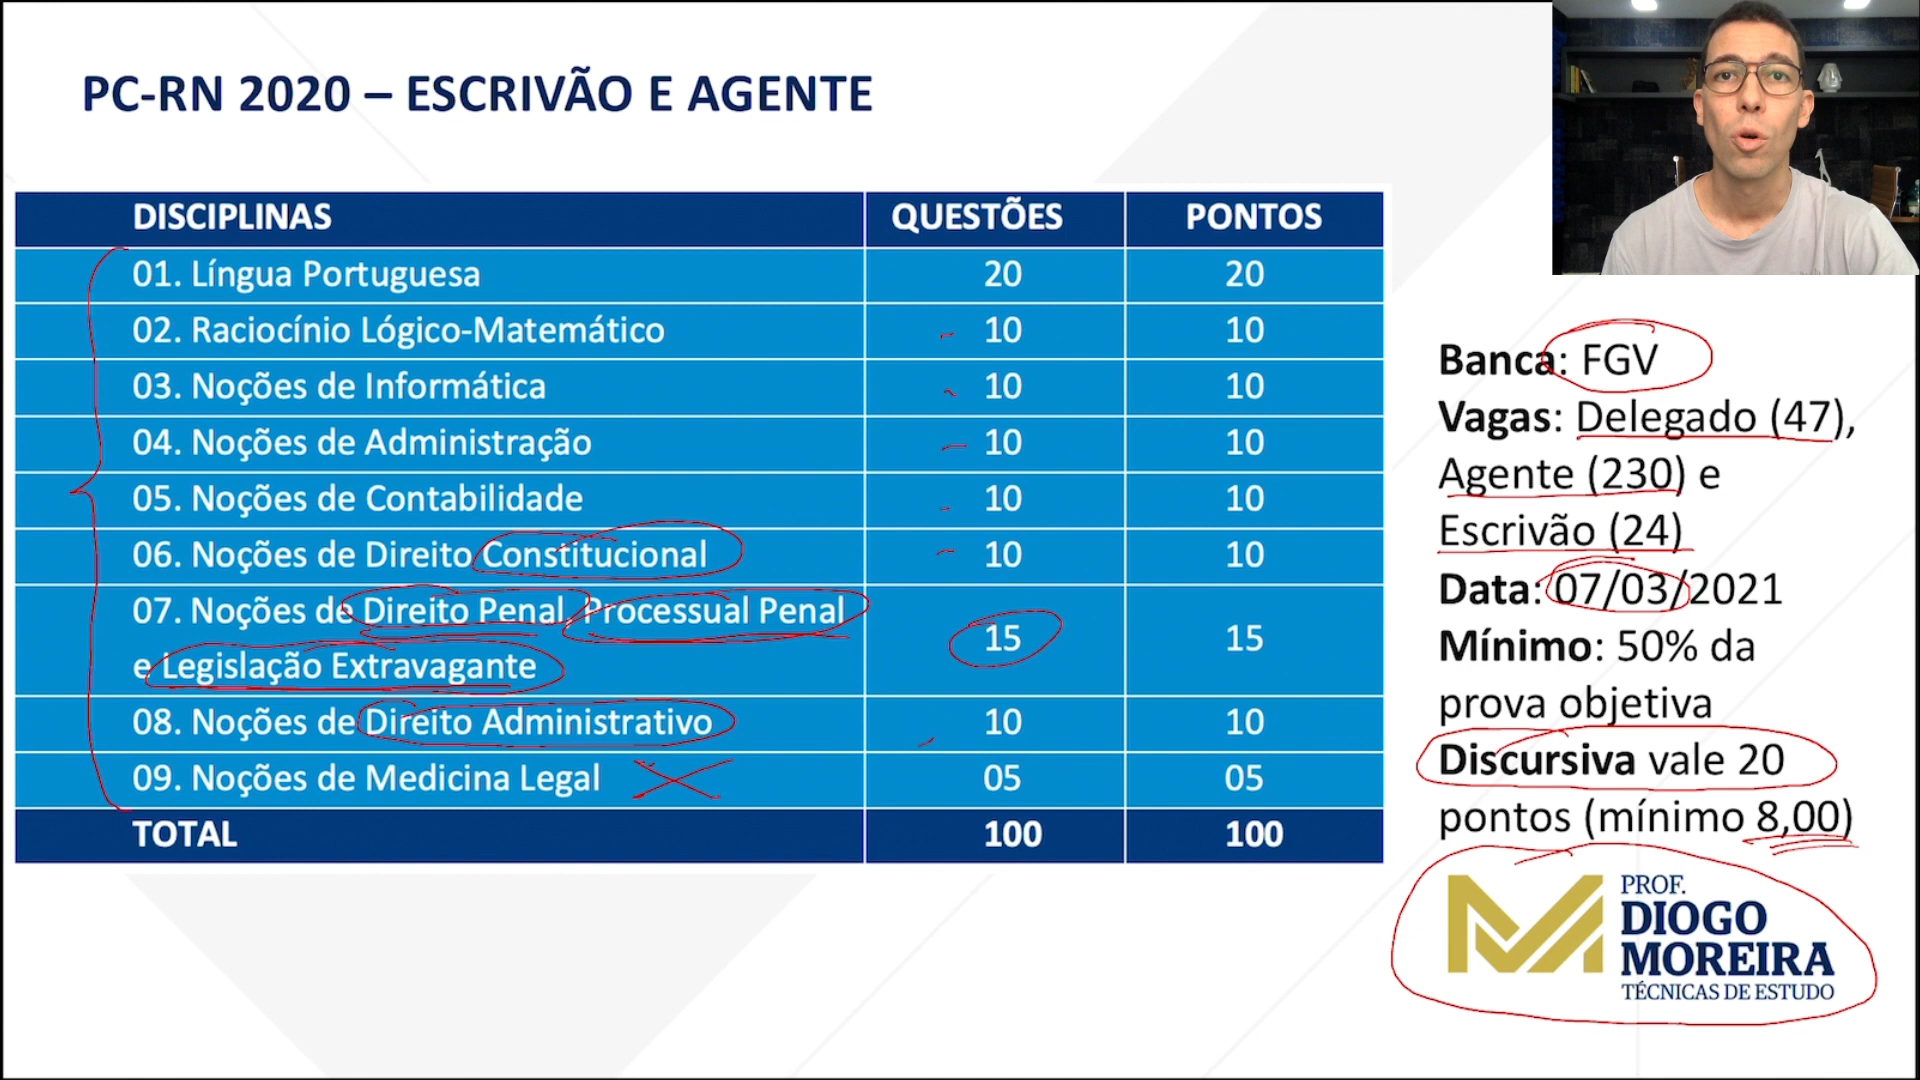 PC-RN 2020 – ESCRIVÃO E AGENTE
DISCIPLINAS QUESTÕES PONTOS
01. Língua Portuguesa 20 20
02. Raciocínio Lógico-Matemático 10 10
03. Noções de Informática 10 10
04. Noções de Administração 10 10
05. Noções de Contabilidade 10 10
06. Noções de Direito Constitucional 10 10
07. Noções de Direito Penal, Processual Penal
e Legislação Extravagante 15 15
08. Noções de Direito Administrativo 10 10
09. Noções de Medicina Legal 05 05
TOTAL 100 100
Banca: FGV
Vagas: Delegado (47),
Agente (230) e
Escrivão (24)
Data: 07/03/2021
Mínimo: 50% da
prova objetiva
Discursiva vale 20
pontos (mínimo 8,00)
PROF.
DIOGO
MOREIRA
TÉCNICAS DE ESTUDO